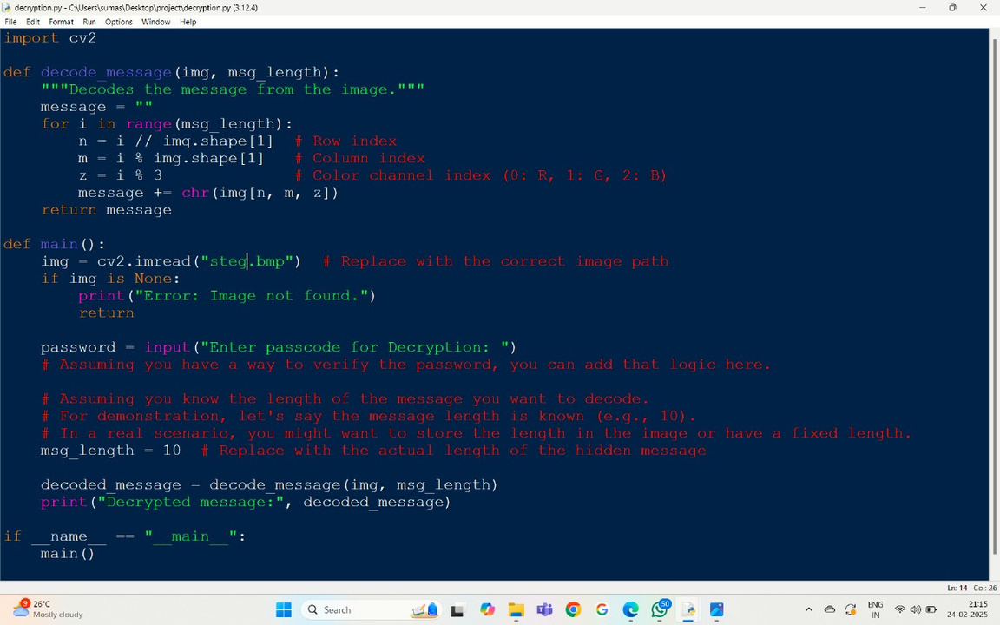 decryption.py - C:\Users\sumas\Desktop\project\decryption.py (3.12.4)
File Edit Format Run Options Window Help
import cv2

def decode_message(img, msg_length):
    """Decodes the message from the image."""
    message = ""
    for i in range(msg_length):
        n = i // img.shape[1]  # Row index
        m = i % img.shape[1]   # Column index
        z = i % 3              # Color channel index (0: R, 1: G, 2: B)
        message += chr(img[n, m, z])
    return message

def main():
    img = cv2.imread("steg.bmp")  # Replace with the correct image path
    if img is None:
        print("Error: Image not found.")
        return

    password = input("Enter passcode for Decryption: ")
    # Assuming you have a way to verify the password, you can add that logic here.

    # Assuming you know the length of the message you want to decode.
    # For demonstration, let's say the message length is known (e.g., 10).
    # In a real scenario, you might want to store the length in the image or have a fixed length.
    msg_length = 10  # Replace with the actual length of the hidden message

    decoded_message = decode_message(img, msg_length)
    print("Decrypted message:", decoded_message)

if __name__ == "__main__":
    main()
Ln: 14 Col: 26
9
26°C
Mostly cloudy
Search
50
ENG
IN
21:15
24-02-2025